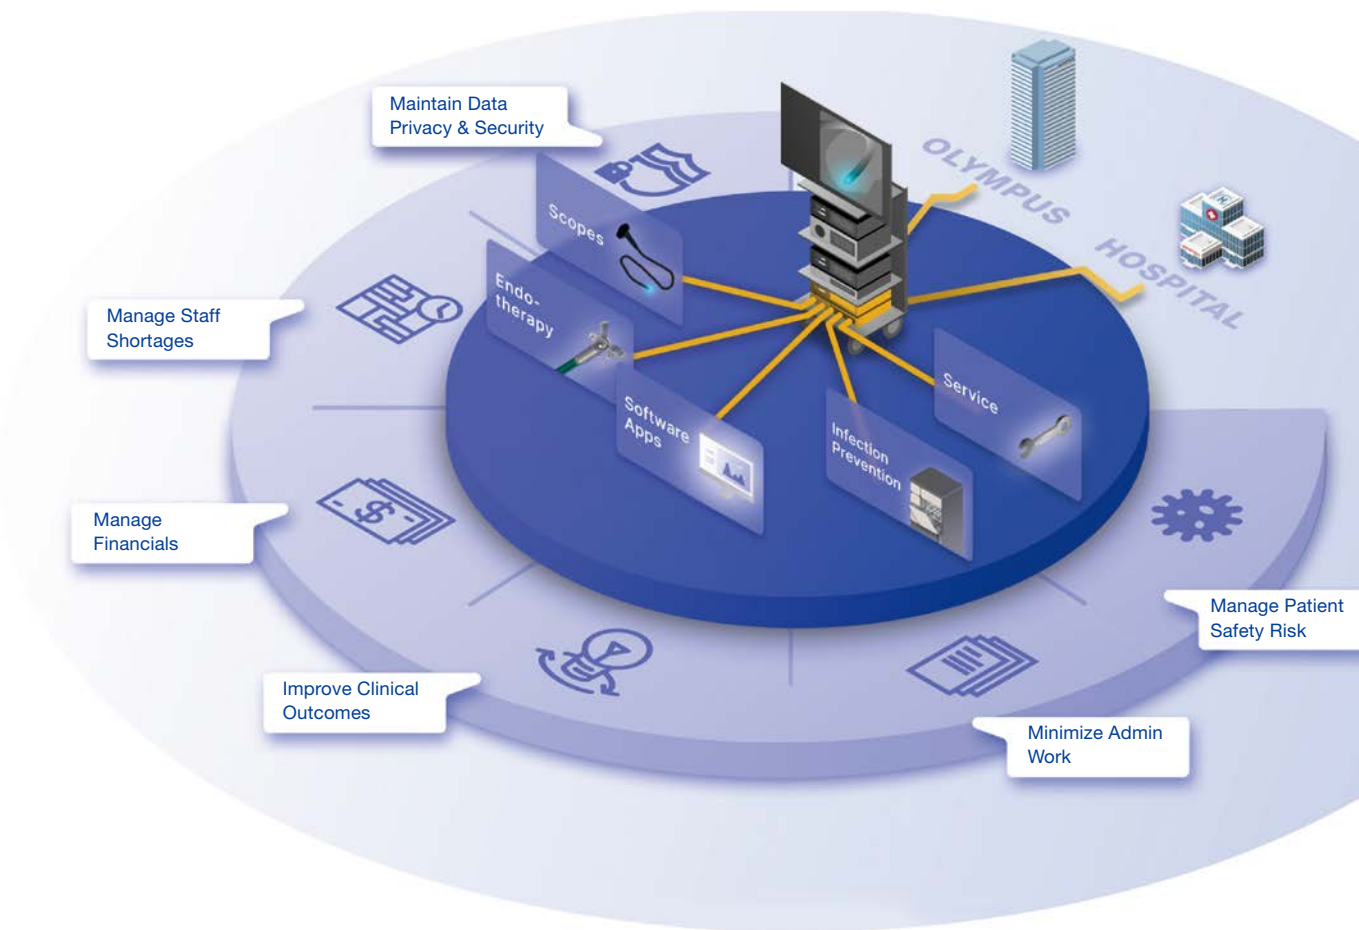 Maintain Data
Privacy & Security
OLYMPUS
HOSPITAL
Scopes
Endo-
therapy
Manage Staff
Shortages
Software
Apps
Infection
Prevention
Service
Manage
Financials
$
Manage Patient
Safety Risk
Improve Clinical
Outcomes
Minimize Admin
Work